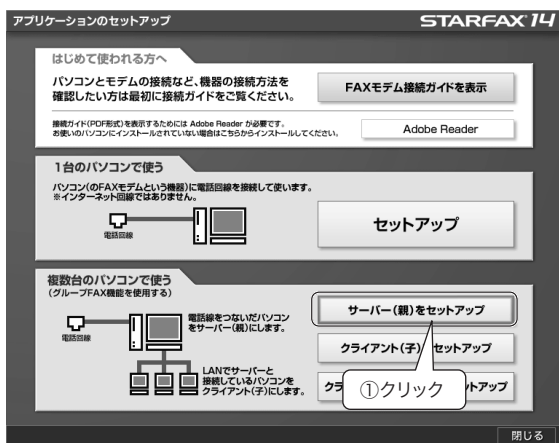 アプリケーションのセットアップ
STARFAX 14
はじめて使われる方へ
パソコンとモデムの接続など、機器の接続方法を
確認したい方は最初に接続ガイドをご覧ください。
FAXモデム接続ガイドを表示
接続ガイド(PDF形式)を表示するためには Adobe Reader が必要です。
お使いのパソコンにインストールされていない場合はこちらからインストールしてください。
Adobe Reader
1台のパソコンで使う
パソコン(のFAXモデムという機器)に電話回線を接続して使います。
※インターネット回線ではありません。
電話回線
セットアップ
複数台のパソコンで使う
(グループFAX機能を使用する)
電話回線
電話線をつないだパソコン
をサーバー(親)にします。
LANでサーバーと
接続しているパソコンを
クライアント(子)にします。
サーバー(親)をセットアップ
クライアント(子) セットアップ
クラ
ットアップ
①クリック
閉じる